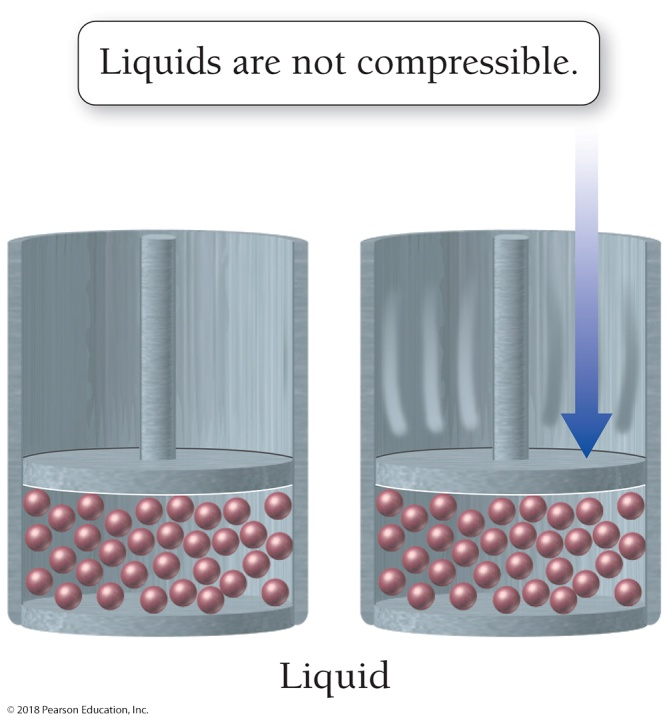 Liquids are not compressible.
Liquid
© 2018 Pearson Education, Inc.